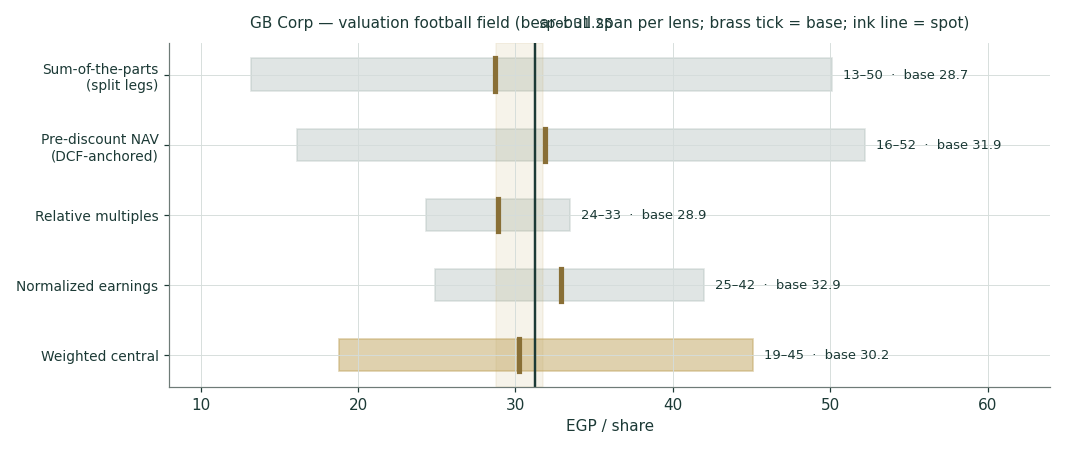 GB Corp — valuation football field (bear–bull span per lens; brass tick = base; ink line = spot)
spot 31.23
Sum-of-the-parts
(split legs)
13–50 · base 28.7
Pre-discount NAV
(DCF-anchored)
16–52 · base 31.9
Relative multiples
24–33 · base 28.9
Normalized earnings
25–42 · base 32.9
Weighted central
19–45 · base 30.2
10 20 30 40 50 60
EGP / share